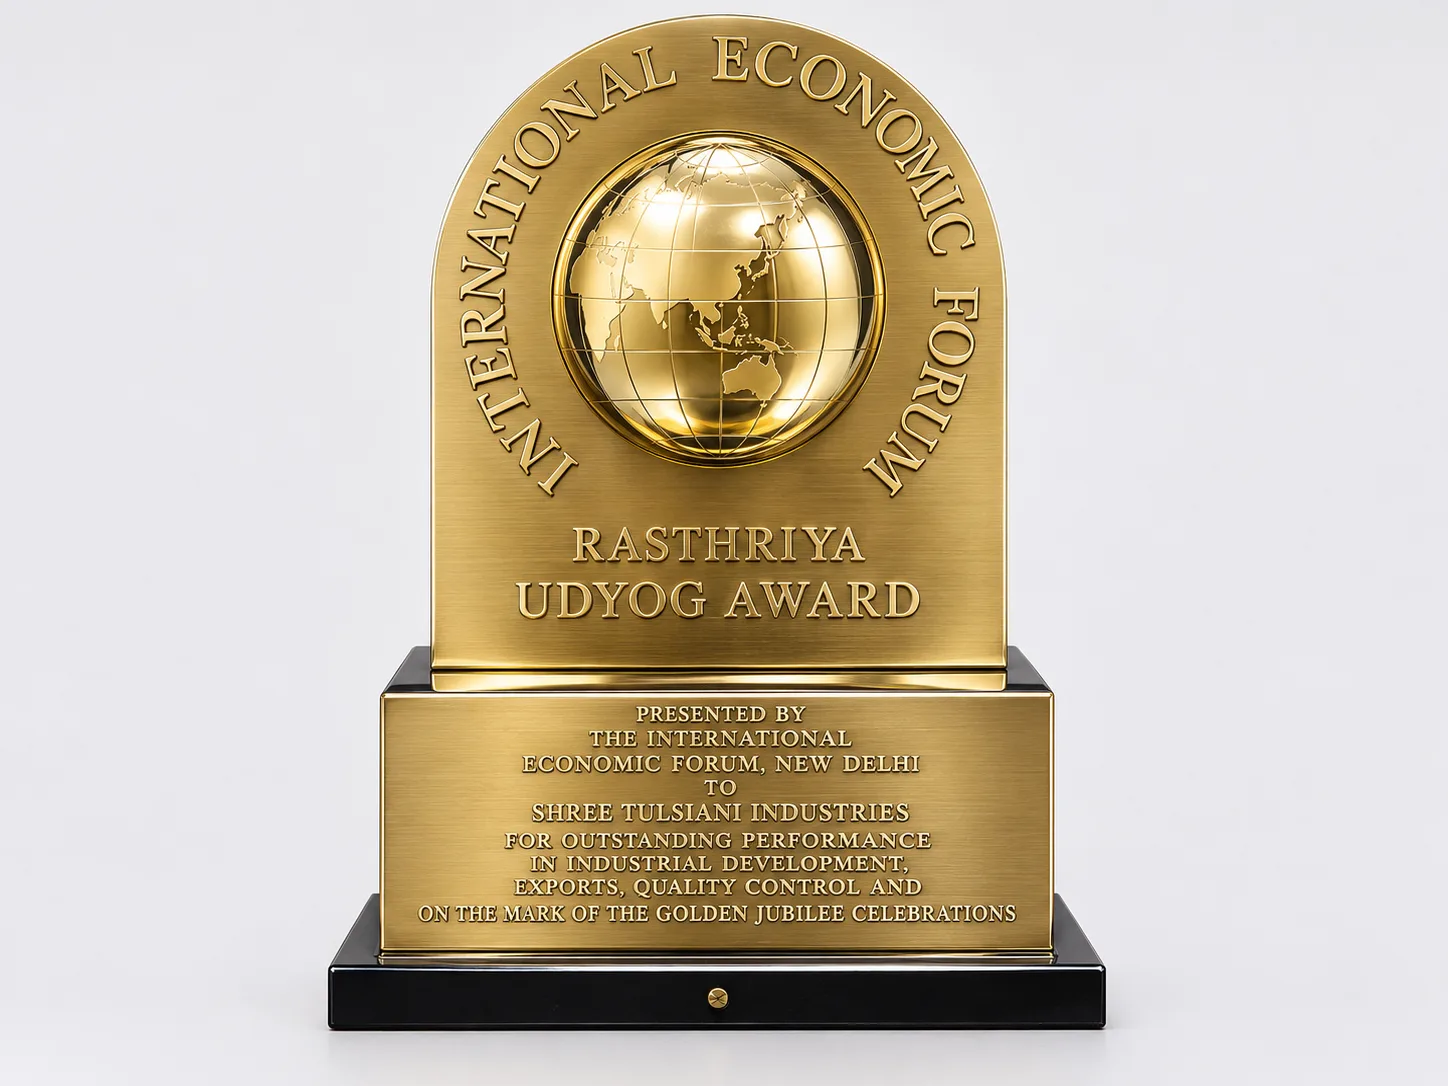 INTERNATIONAL ECONOMIC FORUM
RASTHRIYA
UDYOG AWARD
PRESENTED BY
THE INTERNATIONAL
ECONOMIC FORUM, NEW DELHI
TO
SHREE TULSIANI INDUSTRIES
FOR OUTSTANDING PERFORMANCE
IN INDUSTRIAL DEVELOPMENT,
EXPORTS, QUALITY CONTROL AND
ON THE MARK OF THE GOLDEN JUBILEE CELEBRATIONS